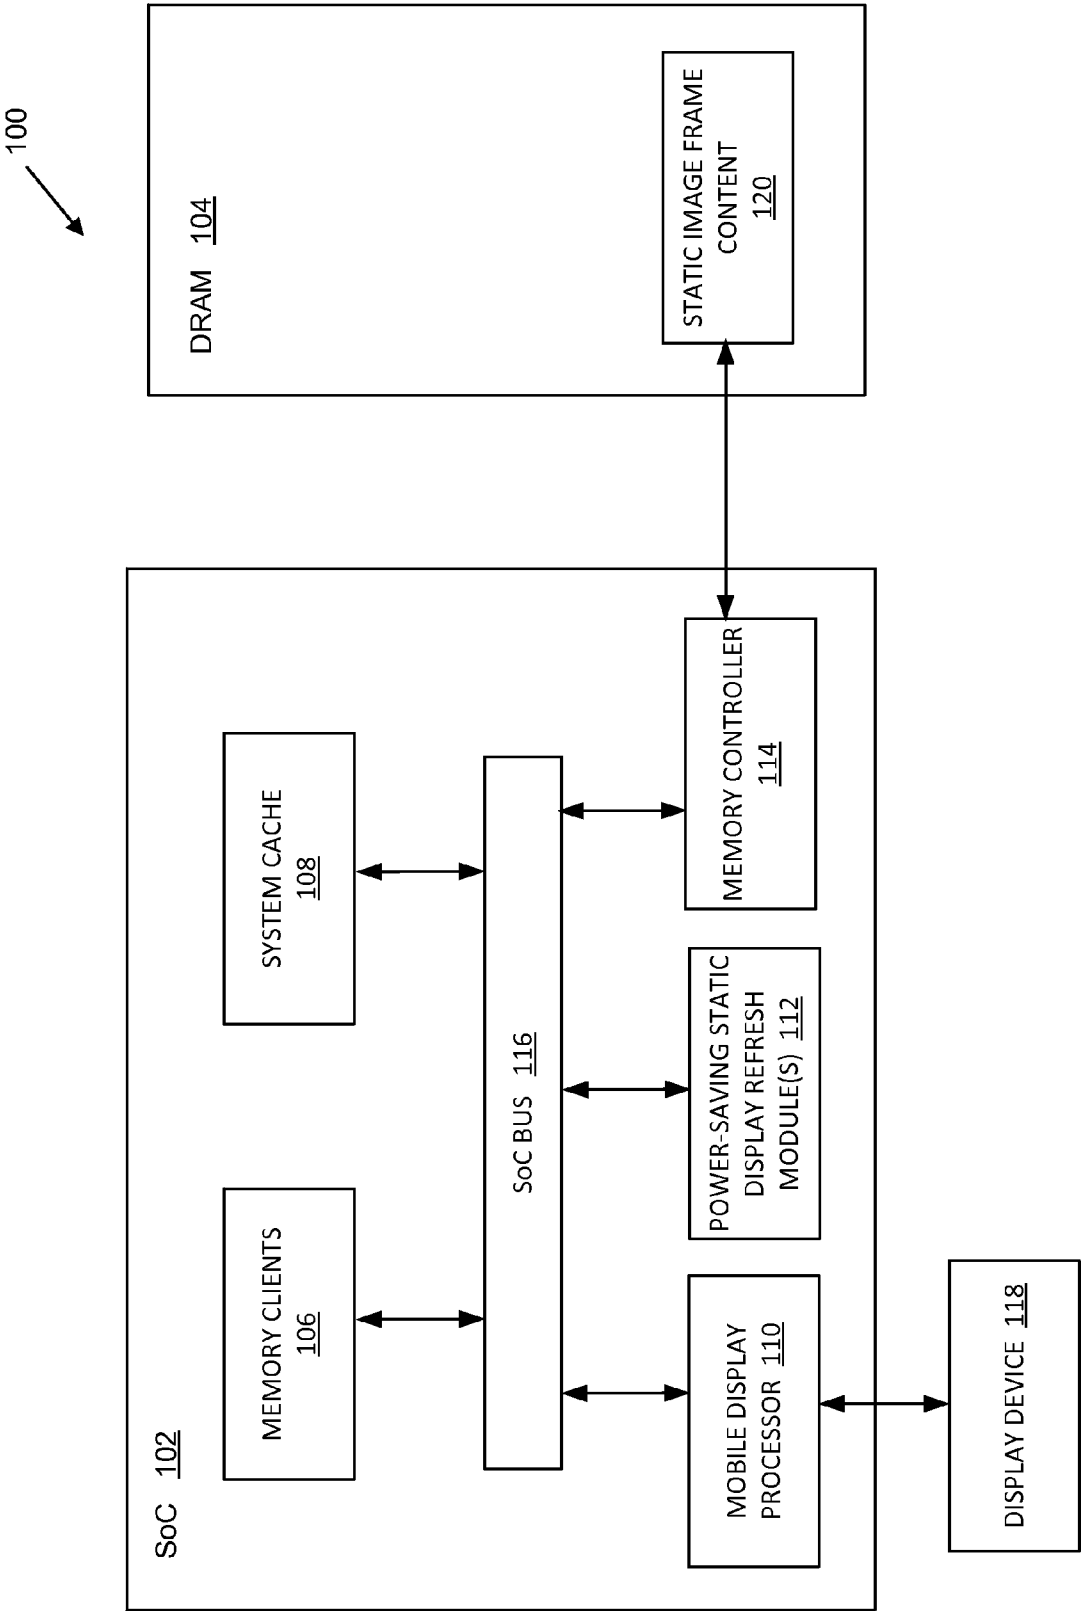 100
SoC 102
MEMORY CLIENTS
106
SYSTEM CACHE
108
SoC BUS 116
MOBILE DISPLAY
PROCESSOR 110
POWER-SAVING STATIC
DISPLAY REFRESH
MODULE(S) 112
MEMORY CONTROLLER
114
DISPLAY DEVICE 118
DRAM 104
STATIC IMAGE FRAME
CONTENT
120